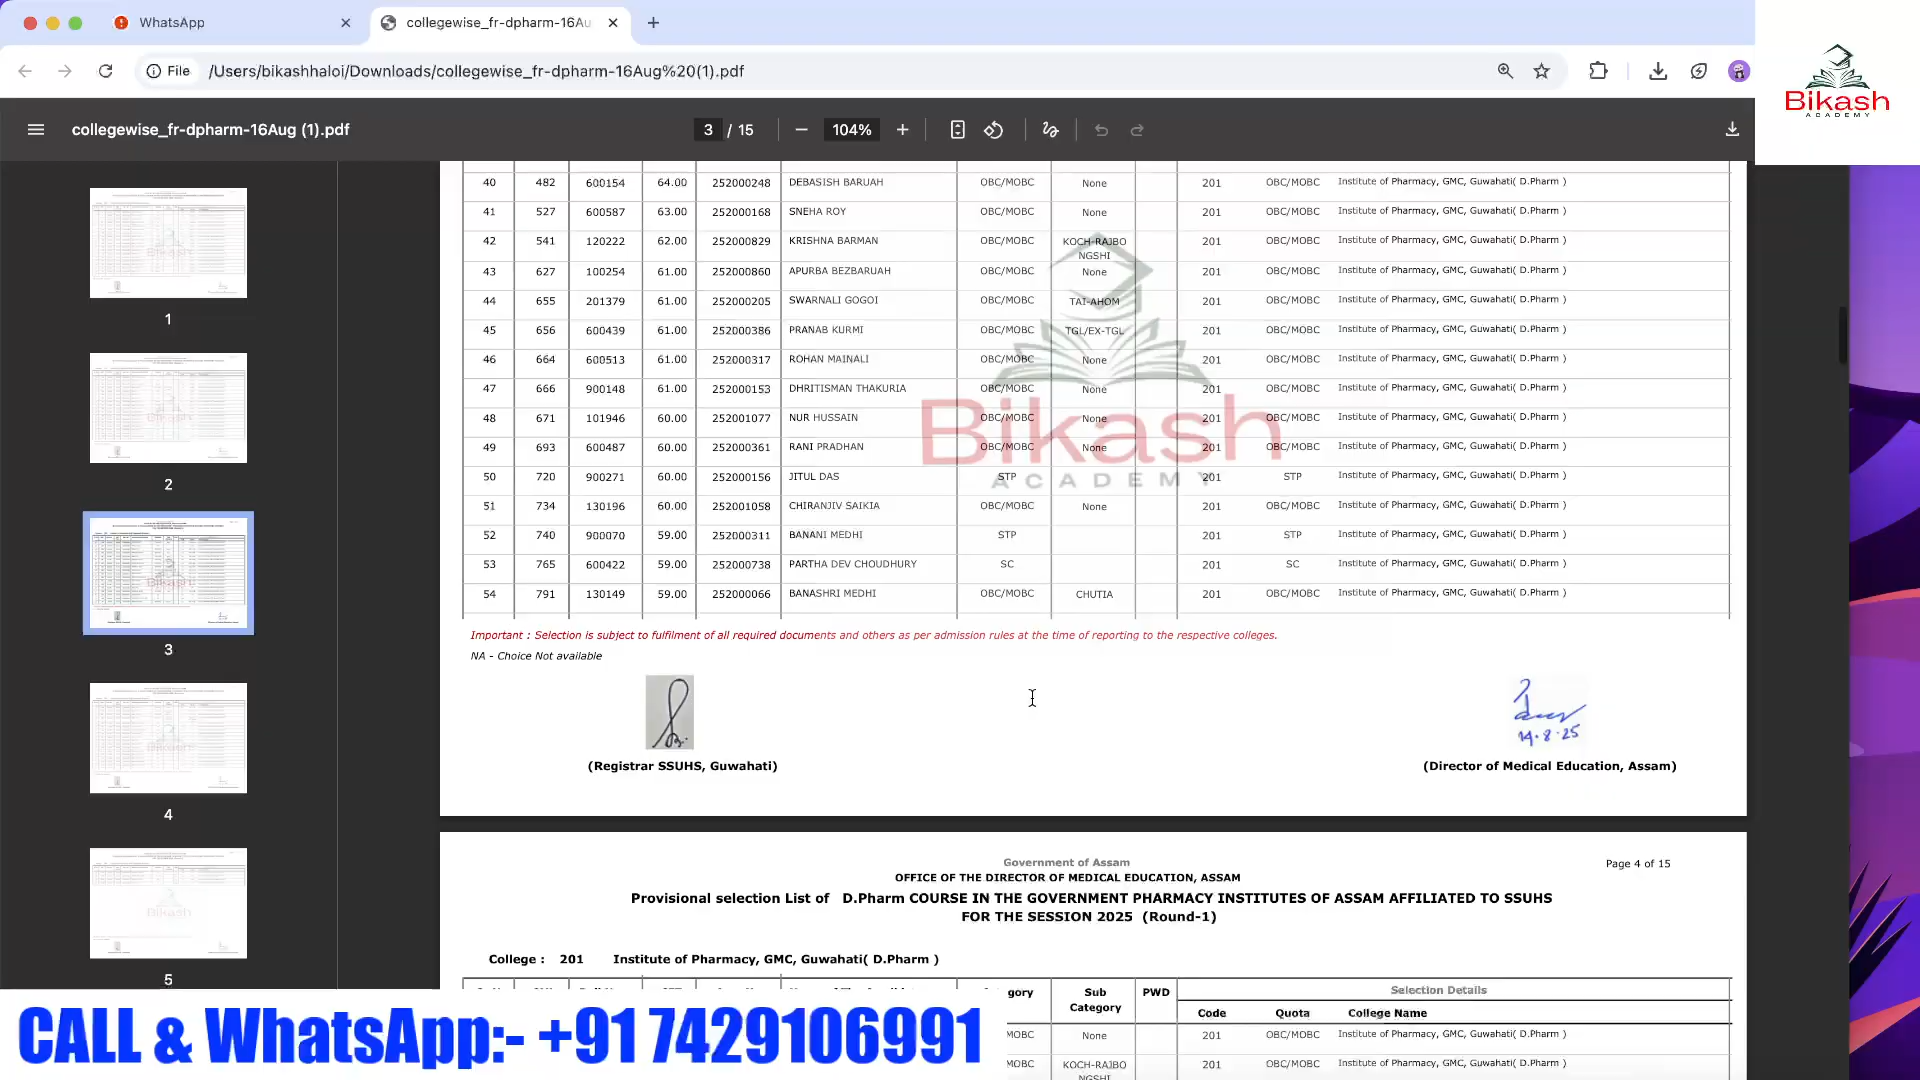 WhatsApp
collegewise_fr-dpharm-16Au
File /Users/bikashhaloi/Downloads/collegewise_fr-dpharm-16Aug%20(1).pdf
Bikash
ACADEMY
collegewise_fr-dpharm-16Aug (1).pdf
3 / 15
104%
1
2
3
4
5
40 482 600154 64.00 252000248 DEBASISH BARUAH OBC/MOBC None 201 OBC/MOBC Institute of Pharmacy, GMC, Guwahati( D.Pharm )
41 527 600587 63.00 252000168 SNEHA ROY OBC/MOBC None 201 OBC/MOBC Institute of Pharmacy, GMC, Guwahati( D.Pharm )
42 541 120222 62.00 252000829 KRISHNA BARMAN OBC/MOBC KOCH-RAJBO 201 OBC/MOBC Institute of Pharmacy, GMC, Guwahati( D.Pharm )
NGSHI
43 627 100254 61.00 252000860 APURBA BEZBARUAH OBC/MOBC None 201 OBC/MOBC Institute of Pharmacy, GMC, Guwahati( D.Pharm )
44 655 201379 61.00 252000205 SWARNALI GOGOI OBC/MOBC TAI-AHOM 201 OBC/MOBC Institute of Pharmacy, GMC, Guwahati( D.Pharm )
45 656 600439 61.00 252000386 PRANAB KURMI OBC/MOBC TGL/EX-TGL 201 OBC/MOBC Institute of Pharmacy, GMC, Guwahati( D.Pharm )
46 664 600513 61.00 252000317 ROHAN MAINALI OBC/MOBC None 201 OBC/MOBC Institute of Pharmacy, GMC, Guwahati( D.Pharm )
47 666 900148 61.00 252000153 DHRITISMAN THAKURIA OBC/MOBC None 201 OBC/MOBC Institute of Pharmacy, GMC, Guwahati( D.Pharm )
48 671 101946 60.00 252001077 NUR HUSSAIN OBC/MOBC None 201 OBC/MOBC Institute of Pharmacy, GMC, Guwahati( D.Pharm )
49 693 600487 60.00 252000361 RANI PRADHAN OBC/MOBC None 201 OBC/MOBC Institute of Pharmacy, GMC, Guwahati( D.Pharm )
50 720 900271 60.00 252000156 JITUL DAS STP 201 STP Institute of Pharmacy, GMC, Guwahati( D.Pharm )
51 734 130196 60.00 252001058 CHIRANJIV SAIKIA OBC/MOBC None 201 OBC/MOBC Institute of Pharmacy, GMC, Guwahati( D.Pharm )
52 740 900070 59.00 252000311 BANANI MEDHI STP 201 STP Institute of Pharmacy, GMC, Guwahati( D.Pharm )
53 765 600422 59.00 252000738 PARTHA DEV CHOUDHURY SC 201 SC Institute of Pharmacy, GMC, Guwahati( D.Pharm )
54 791 130149 59.00 252000066 BANASHRI MEDHI OBC/MOBC CHUTIA 201 OBC/MOBC Institute of Pharmacy, GMC, Guwahati( D.Pharm )
Bikash
ACADEMY
Important : Selection is subject to fulfilment of all required documents and others as per admission rules at the time of reporting to the respective colleges.
NA - Choice Not available
14.8.25
(Registrar SSUHS, Guwahati) (Director of Medical Education, Assam)
Government of Assam Page 4 of 15
OFFICE OF THE DIRECTOR OF MEDICAL EDUCATION, ASSAM
Provisional selection List of D.Pharm COURSE IN THE GOVERNMENT PHARMACY INSTITUTES OF ASSAM AFFILIATED TO SSUHS
FOR THE SESSION 2025 (Round-1)
College : 201 Institute of Pharmacy, GMC, Guwahati( D.Pharm )
gory Sub PWD Selection Details
Category Code Quota College Name
MOBC None 201 OBC/MOBC Institute of Pharmacy, GMC, Guwahati( D.Pharm )
MOBC KOCH-RAJBO 201 OBC/MOBC Institute of Pharmacy, GMC, Guwahati( D.Pharm )
NGSHI
CALL & WhatsApp:- +91 7429106991